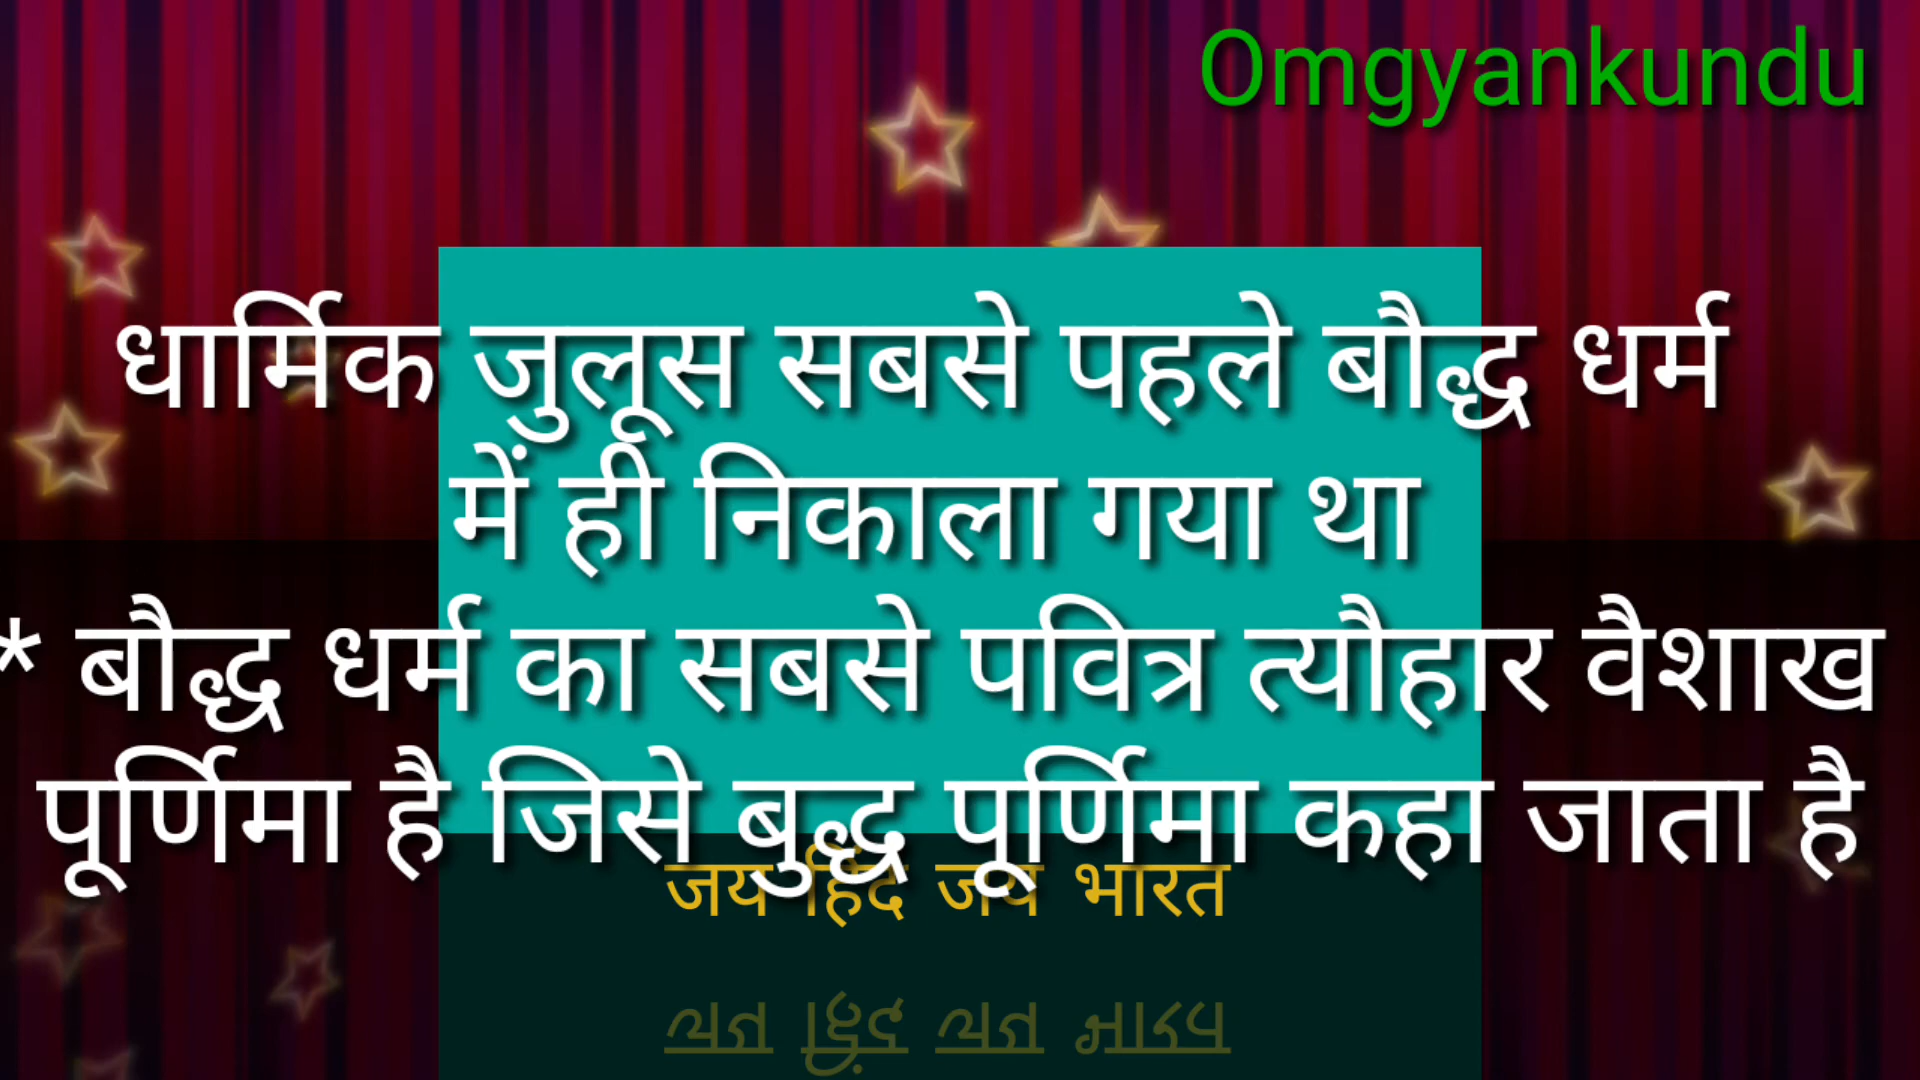 Omgyankundu
धार्मिक जुलूस सबसे पहले बौद्ध धर्म
में ही निकाला गया था
* बौद्ध धर्म का सबसे पवित्र त्यौहार वैशाख
पूर्णिमा है जिसे बुद्ध पूर्णिमा कहा जाता है
जय हिंद जय भारत